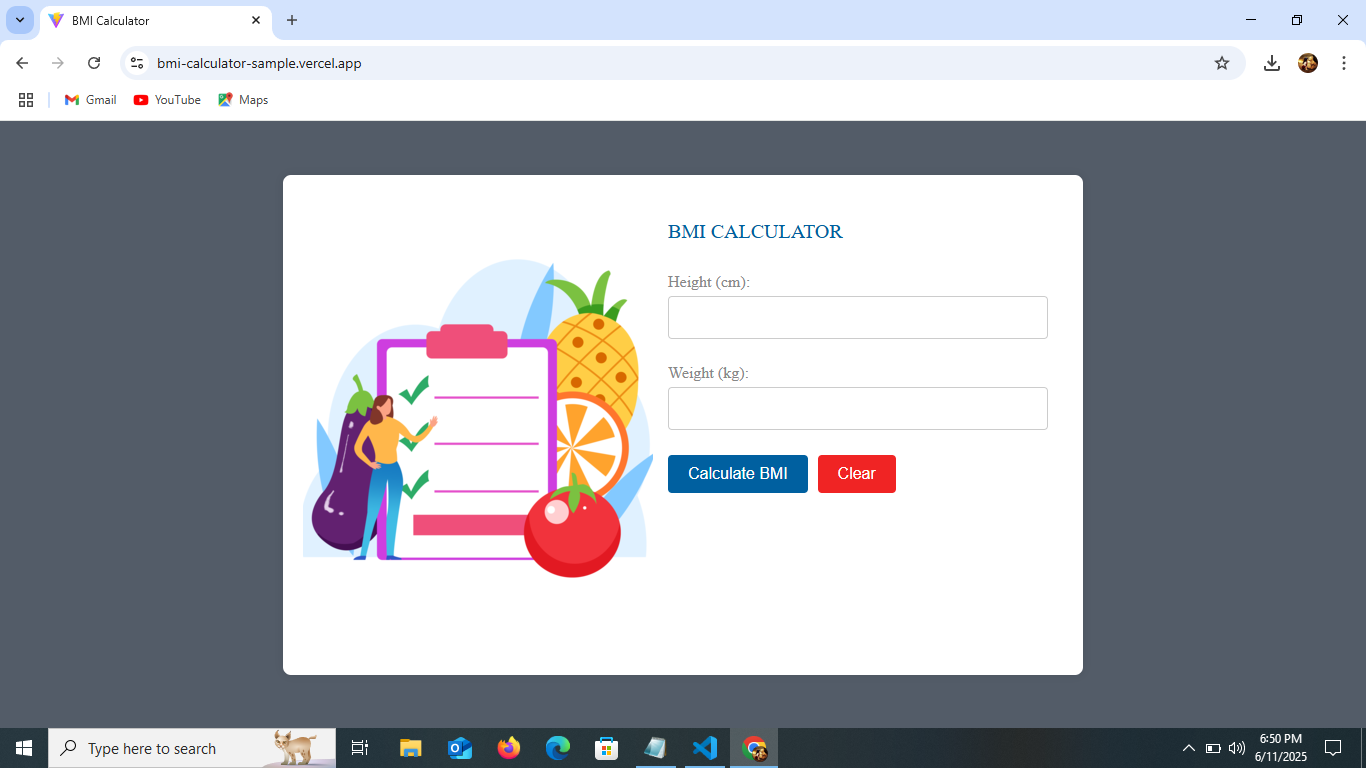 BMI Calculator
bmi-calculator-sample.vercel.app
Gmail YouTube Maps
BMI CALCULATOR
Height (cm):
Weight (kg):
Calculate BMI Clear
Type here to search
6:50 PM
6/11/2025